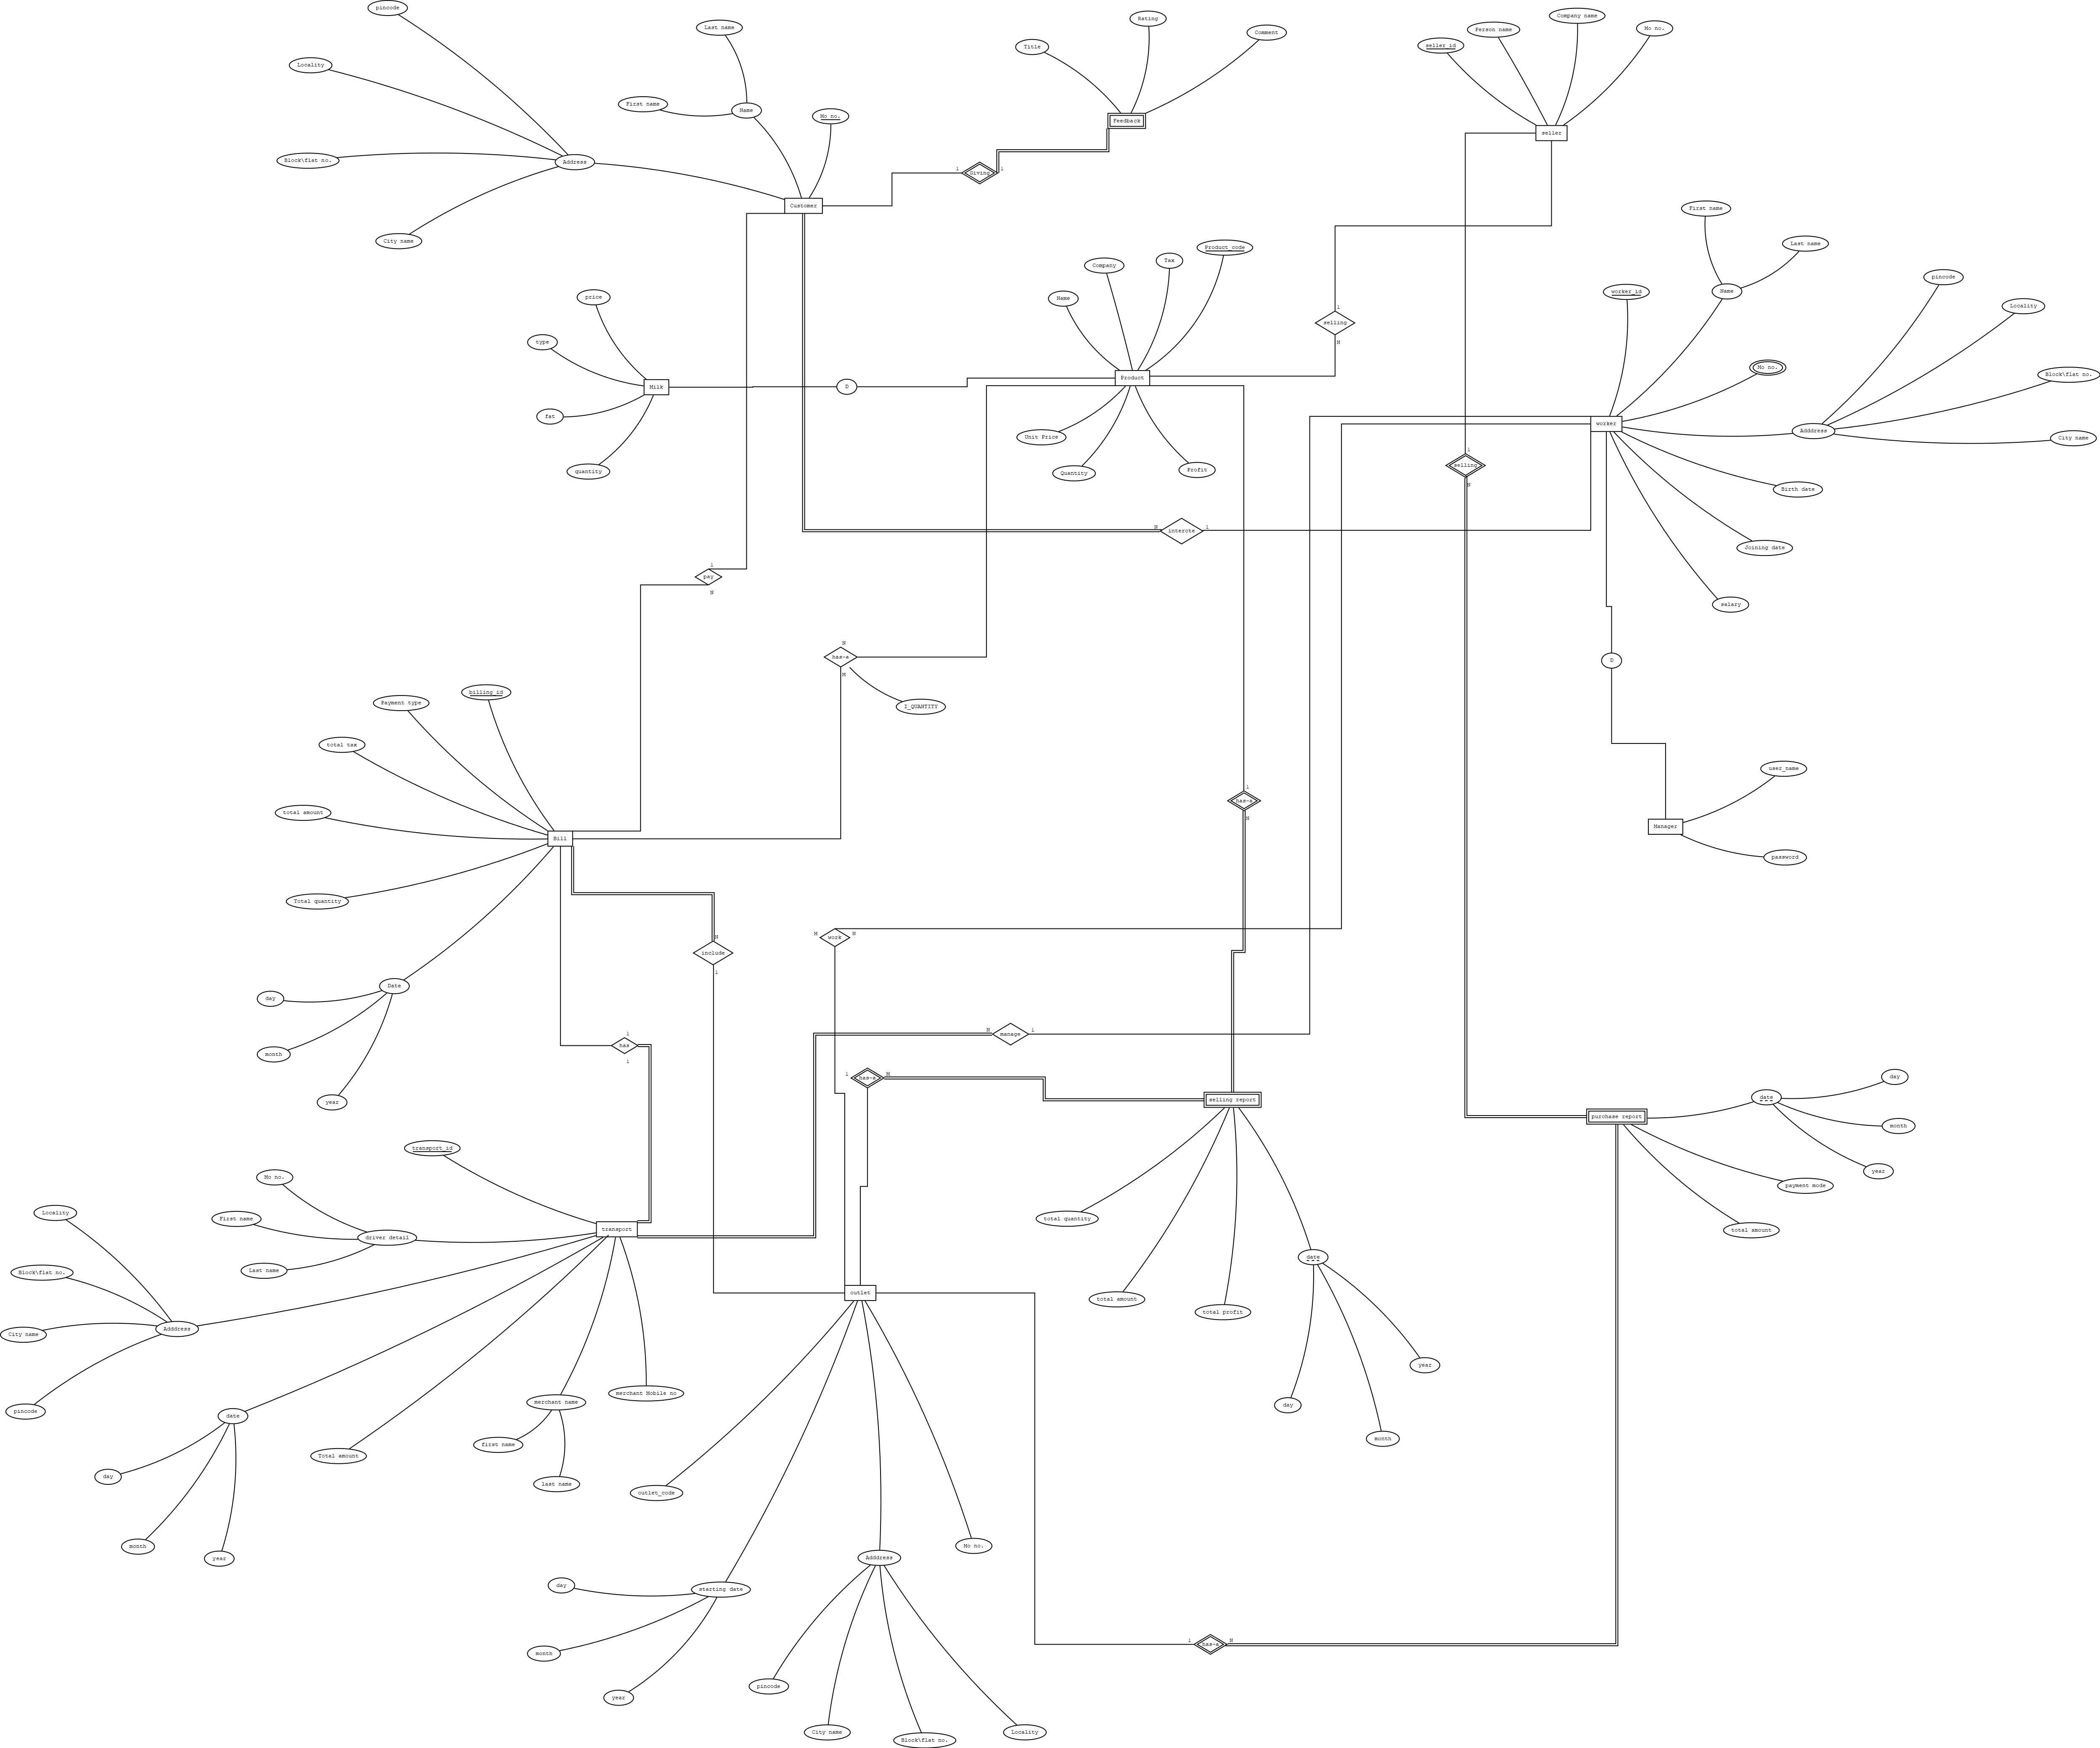 pincode
Locality
Block\flat no.
City name
Address
Last name
First name
Name
Mo no.
Customer
Title
Rating
Comment
Feedback
1
Giving
1
seller_id
Person name
Company name
Mo no.
seller
First name
Last name
Name
worker_id
pincode
Locality
Mo no.
Block\flat no.
Adddress
City name
worker
Birth date
Joining date
salary
price
type
Milk
fat
quantity
D
Name
Company
Tax
Product_code
Product
Unit Price
Quantity
Profit
1
selling
N
1
selling
N
N
intercts
1
1
pay
N
N
has-a
M
I_QUANTITY
D
user_name
Manager
password
billing_id
Payment type
total tax
total amount
Bill
Total quantity
Date
day
month
year
1
has-a
N
N
include
1
M
work
N
1
has
1
N
manage
1
1
has-a
M
selling report
total quantity
total amount
total profit
date
day
month
year
purchase report
date
day
month
year
payment mode
total amount
transport_id
Mo no.
First name
Last name
driver detail
transport
Locality
Block\flat no.
City name
pincode
Adddress
date
day
month
year
Total amount
merchant name
first name
last name
merchant Mobile no
outlet
outlet_code
starting date
day
month
year
Adddress
Mo no.
pincode
City name
Block\flat no.
Locality
1
has-a
M